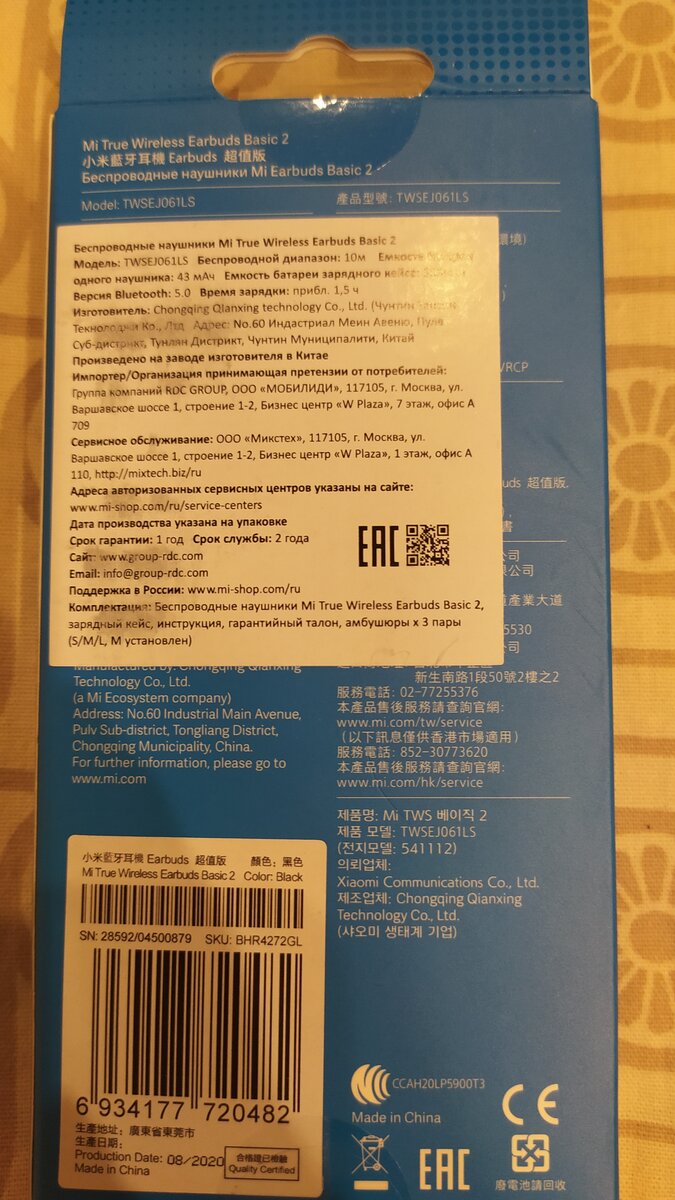 Mi True Wireless Earbuds Basic 2
小米藍牙耳機 Earbuds 超值版
Беспроводные наушники Mi Earbuds Basic 2
Model: TWSEJ061LS
產品型號: TWSEJ061LS
環境)
Беспроводные наушники Mi True Wireless Earbuds Basic 2
Модель: TWSEJ061LS Беспроводной диапазон: 10м Емкость
одного наушника: 43 мАч Емкость батареи зарядного
Версия Bluetooth: 5.0 Время зарядки: прибл. 1,5 ч
Изготовитель: Chongqing Qianxing technology Co., Ltd. (Чунтин
Текнолоджи Ко., Лтд Адрес: No.60 Индастриал Меин Авеню, Пулв
Суб-дистрикт, Тунлян Дистрикт, Чунтин Муниципалити, Китай
Произведено на заводе изготовителя в Китае
Импортер/Организация принимающая претензии от потребителей:
Группа компаний RDC GROUP, ООО «МОБИЛИДИ», 117105, г. Москва, ул.
Варшавское шоссе 1, строение 1-2, Бизнес центр «W Plaza», 7 этаж, офис А
709
Сервисное обслуживание: ООО «Микстех», 117105, г. Москва, ул.
Варшавское шоссе 1, строение 1-2, Бизнес центр «W Plaza», 1 этаж, офис А
110, http://mixtech.biz/ru
Адреса авторизованных сервисных центров указаны на сайте:
www.mi-shop.com/ru/service-centers
Дата производства указана на упаковке
Срок гарантии: 1 год Срок службы: 2 года
Сайт: www.group-rdc.com
Email: info@group-rdc.com
Поддержка в России: www.mi-shop.com/ru
Комплектация: Беспроводные наушники Mi True Wireless Earbuds Basic 2,
зарядный кейс, инструкция, гарантийный талон, амбушюры x 3 пары
(S/M/L, M установлен)
EAC
VRCP
uds 超值版,
書
公司
限公司
道產業大道
5530
公司
Manufactured by: Chongqing Qianxing
Technology Co., Ltd.
(a Mi Ecosystem company)
Address: No.60 Industrial Main Avenue,
Pulv Sub-district, Tongliang District,
Chongqing Municipality, China.
For further information, please go to
www.mi.com
新生南路1段50號2樓之2
服務電話: 02-77255376
本產品售後服務請查詢官網:
www.mi.com/tw/service
(以下訊息僅供香港市場適用)
服務電話: 852-30773620
本產品售後服務請查詢官網:
www.mi.com/hk/service
제품명: Mi TWS 베이직 2
제품 모델: TWSEJ061LS
(전지모델: 541112)
의뢰업체:
Xiaomi Communications Co., Ltd.
제조업체: Chongqing Qianxing
Technology Co., Ltd.
(샤오미 생태계 기업)
小米藍牙耳機 Earbuds 超值版 顏色: 黑色
Mi True Wireless Earbuds Basic 2 Color: Black
SN: 28592/04500879 SKU: BHR4272GL
6 934177 720482
生產地址: 廣東省東莞市
生產日期:
Production Date: 08/2020
Made in China
合格證已檢驗
Quality Certified
CCAH20LP5900T3
Made in China
CE
EAC
廢電池請回收